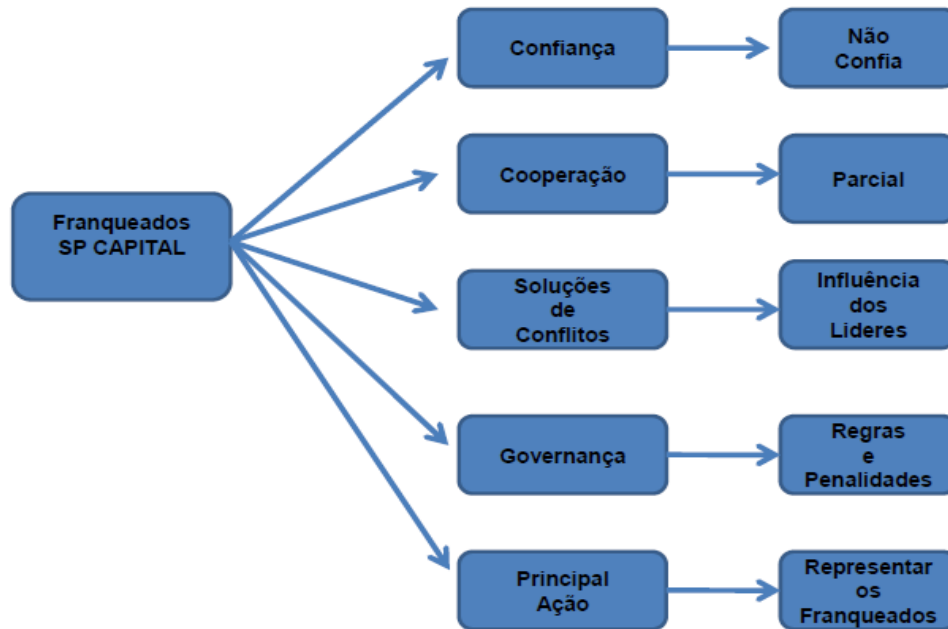 Confiança
Não
Confia
Cooperação
Parcial
Franqueados
SP CAPITAL
Soluções
de
Conflitos
Influência
dos
Lideres
Governança
Regras
e
Penalidades
Principal
Ação
Representar
os
Franqueados